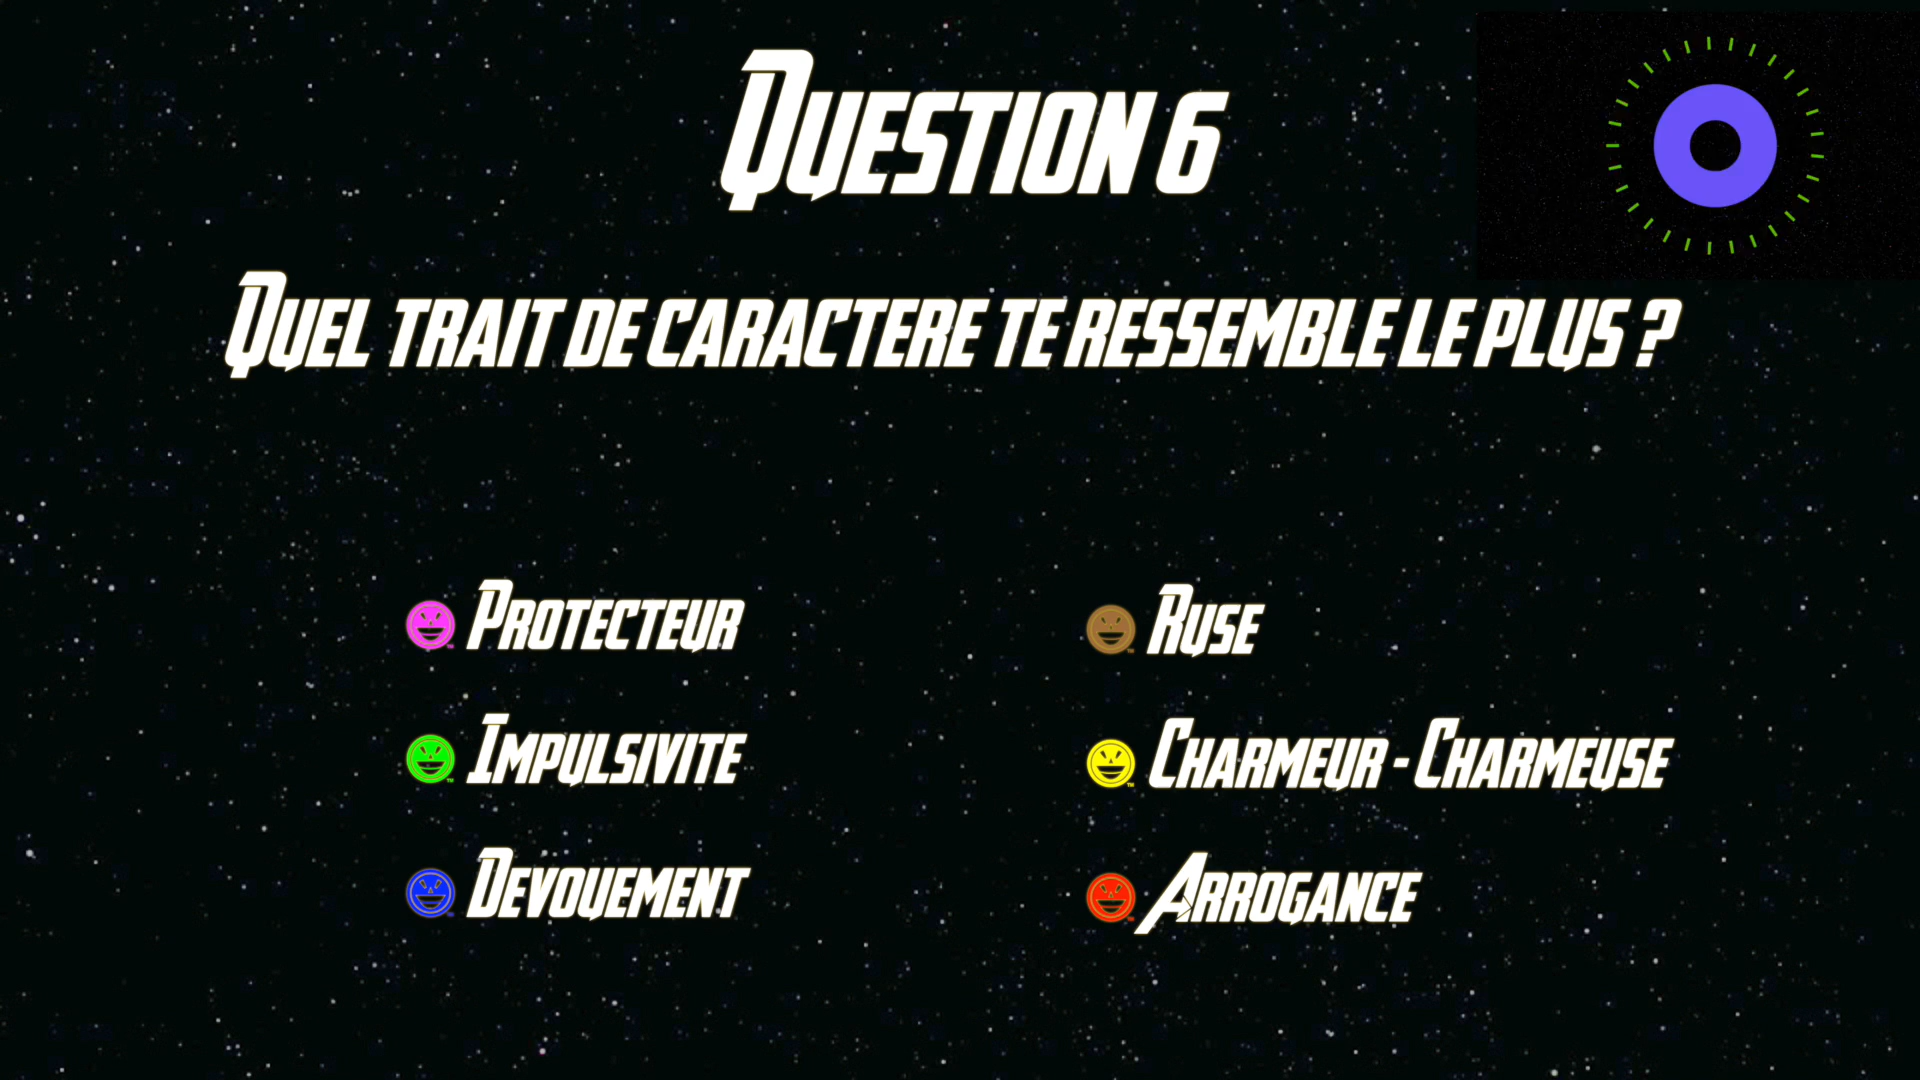 Question 6
Quel trait de caractere te ressemble le plus ?
Protecteur
Ruse
Impulsivite
Charmeur - Charmeuse
Devouement
Arrogance